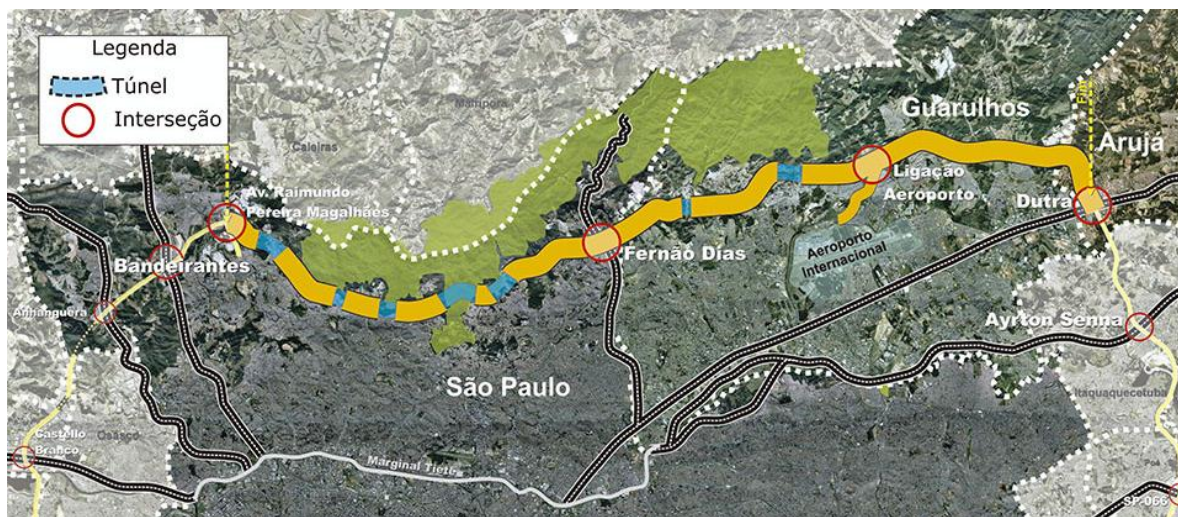 Legenda
Túnel
Interseção
Mairiporã
Caieiras
Guarulhos
Fim
Arujá
Av. Raimundo
Pereira Magalhães
Ligação
Aeroporto
Dutra
Bandeirantes
Fernão Dias
Aeroporto
Internacional
Anhanguera
Ayrton Senna
São Paulo
Itaquaquecetuba
Castello
Branco
Osasco
Marginal Tietê
SP-066